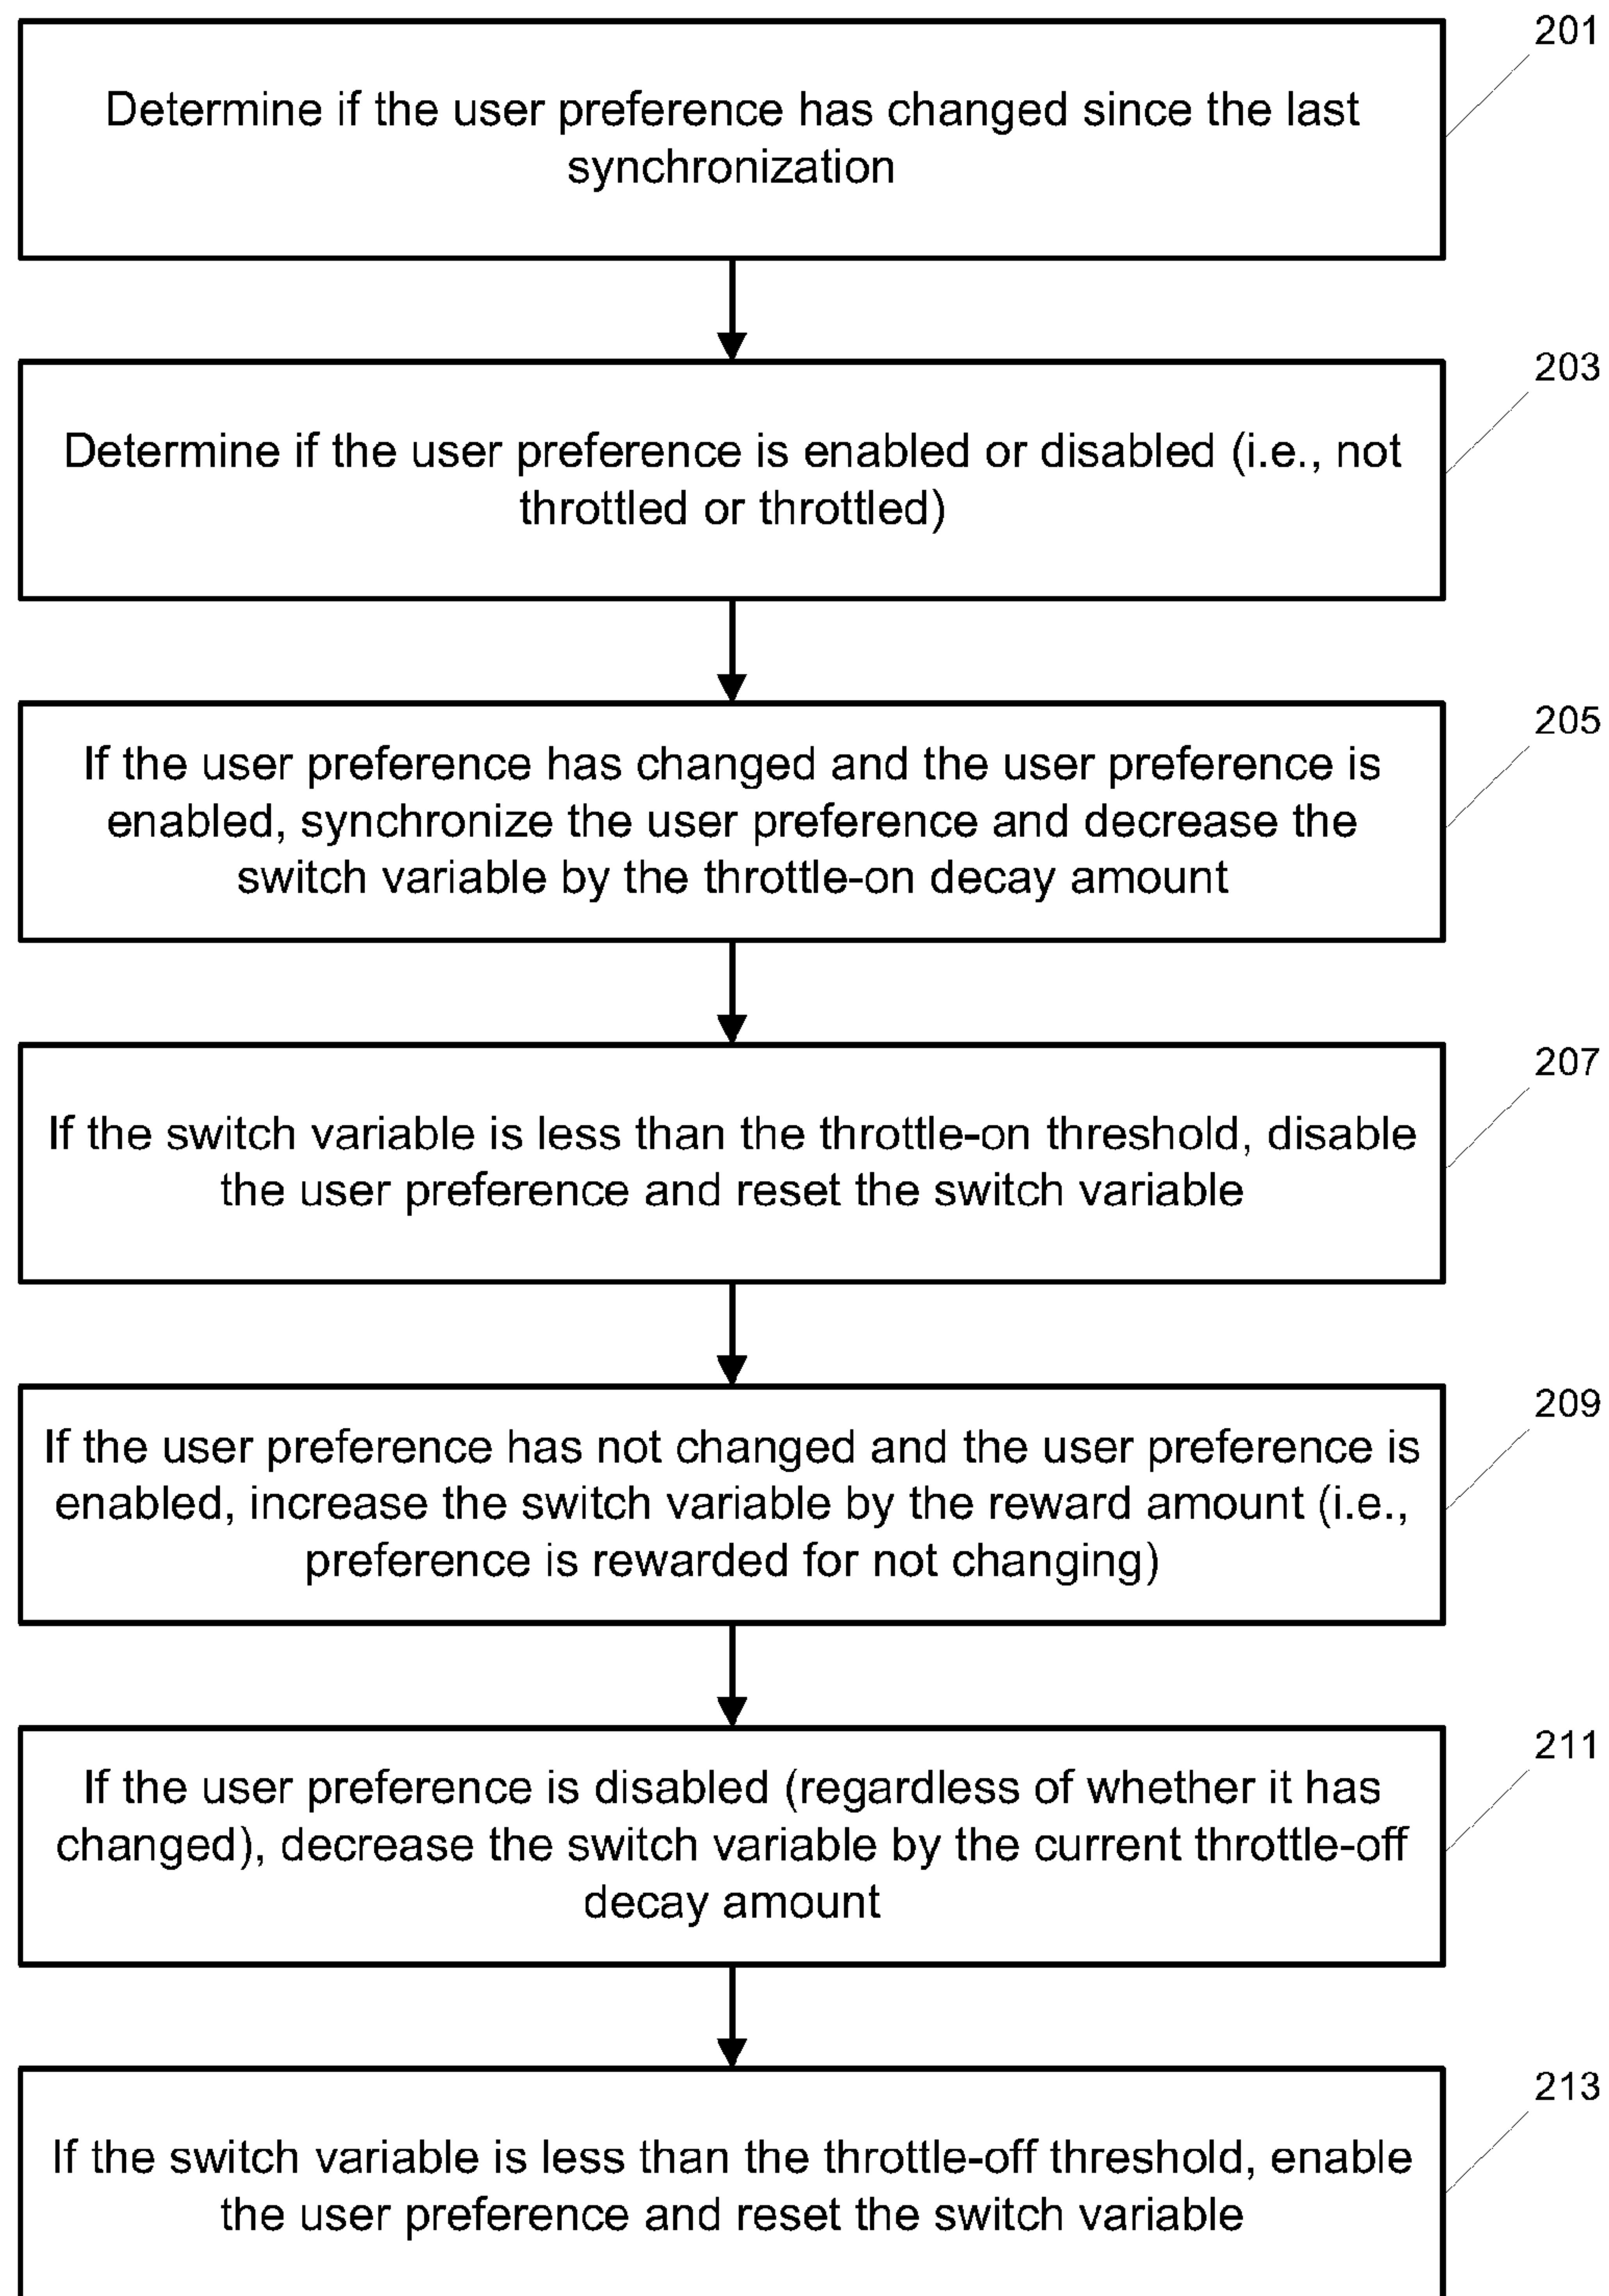 201
Determine if the user preference has changed since the last
synchronization
203
Determine if the user preference is enabled or disabled (i.e., not
throttled or throttled)
205
If the user preference has changed and the user preference is
enabled, synchronize the user preference and decrease the
switch variable by the throttle-on decay amount
207
If the switch variable is less than the throttle-on threshold, disable
the user preference and reset the switch variable
209
If the user preference has not changed and the user preference is
enabled, increase the switch variable by the reward amount (i.e.,
preference is rewarded for not changing)
211
If the user preference is disabled (regardless of whether it has
changed), decrease the switch variable by the current throttle-off
decay amount
213
If the switch variable is less than the throttle-off threshold, enable
the user preference and reset the switch variable